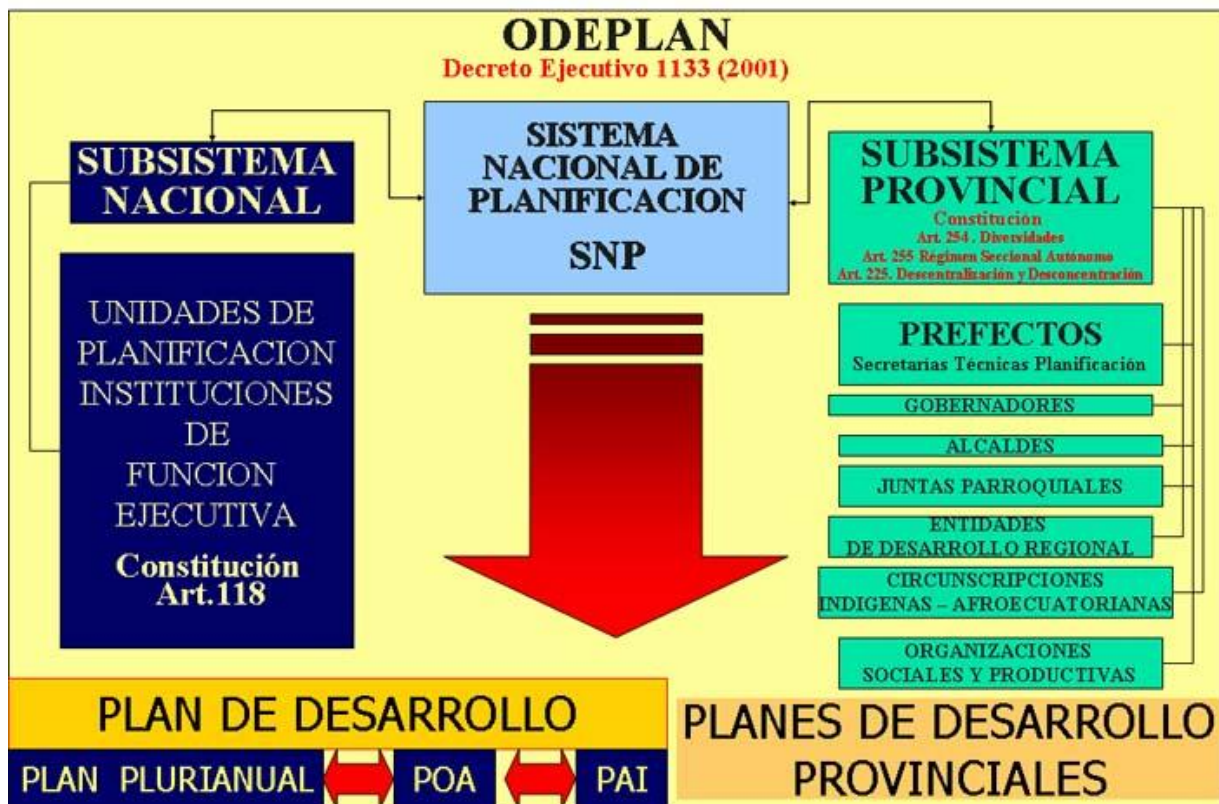 ODEPLAN
Decreto Ejecutivo 1133 (2001)
SUBSISTEMA
NACIONAL
UNIDADES DE
PLANIFICACION
INSTITUCIONES
DE
FUNCION
EJECUTIVA
Constitución
Art.118
SISTEMA
NACIONAL DE
PLANIFICACION
SNP
SUBSISTEMA
PROVINCIAL
Constitución
Art. 254 . Diversidades
Art. 255 Régimen Seccional Autónomo
Art. 225. Descentralización y Desconcentración
PREFECTOS
Secretarías Técnicas Planificación
GOBERNADORES
ALCALDES
JUNTAS PARROQUIALES
ENTIDADES
DE DESARROLLO REGIONAL
CIRCUNSCRIPCIONES
INDIGENAS – AFROECUATORIANAS
ORGANIZACIONES
SOCIALES Y PRODUCTIVAS
PLAN DE DESARROLLO
PLAN PLURIANUAL
POA
PAI
PLANES DE DESARROLLO
PROVINCIALES